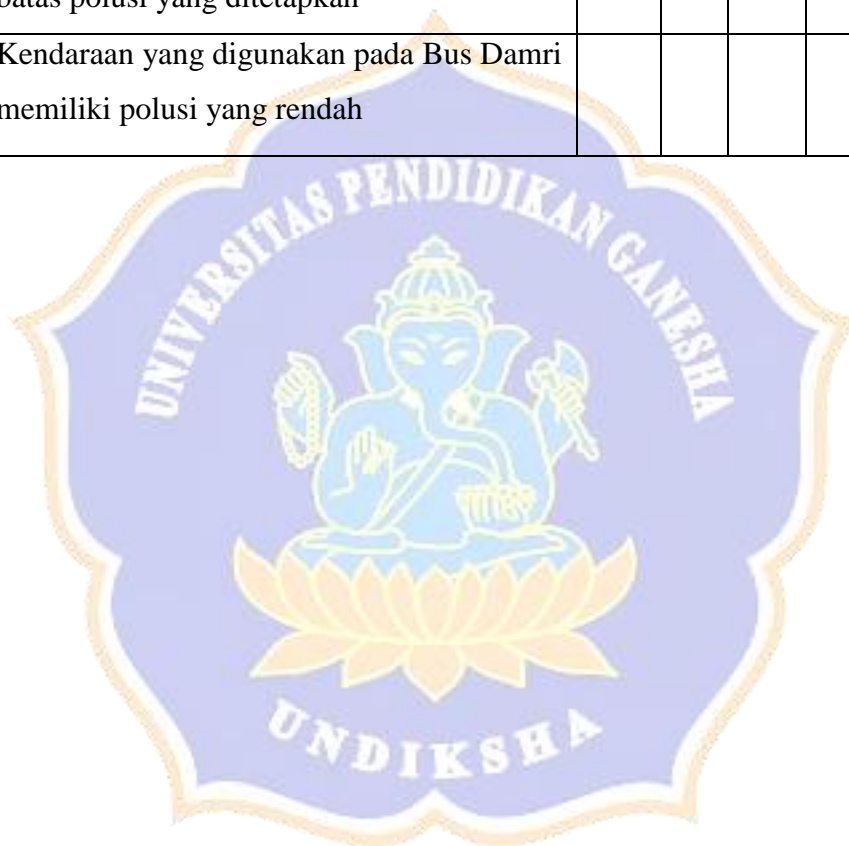 batas polusi yang ditetapkan
Kendaraan yang digunakan pada Bus Damri
memiliki polusi yang rendah
UNIVERSITAS PENDIDIKAN GANESHA
UNDIKSHA